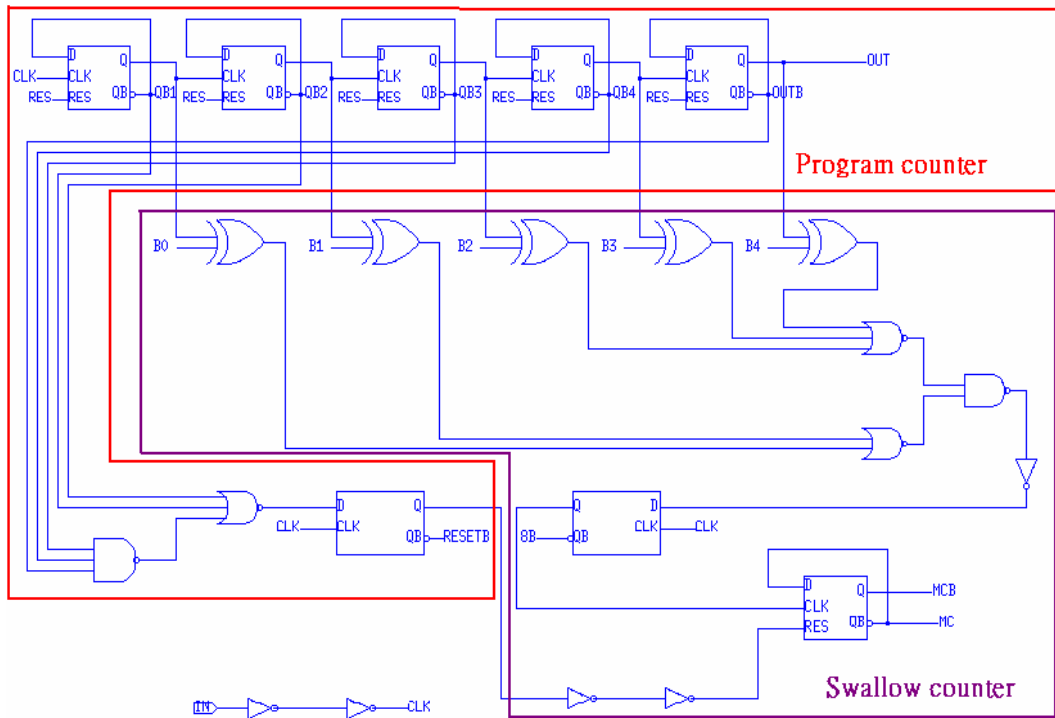 D Q D Q D Q D Q D Q
OUT
CLK CLK CLK CLK CLK CLK
RES RES QB QB1 RES RES QB QB2 RES RES QB QB3 RES RES QB QB4 RES RES QB OUTB
Program counter
B0 B1 B2 B3 B4
D Q
CLK CLK
QB RESETB
Q D
CLK CLK
8B QB
D Q MCB
CLK
RES QB MC
Swallow counter
IN CLK